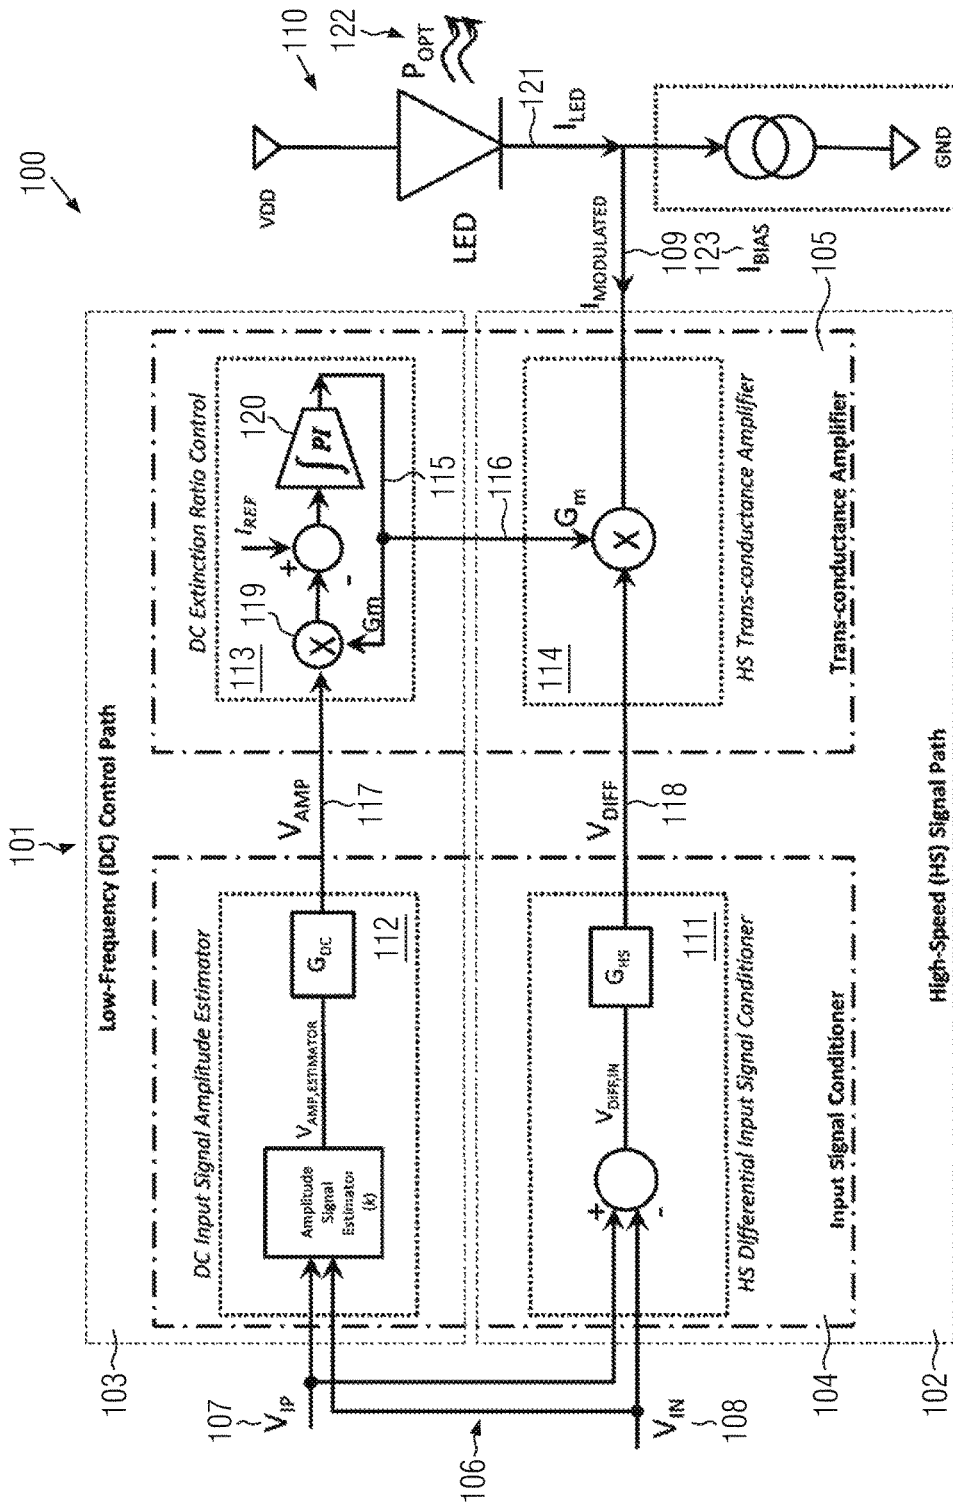 100
101
Low-Frequency (DC) Control Path
103
DC Input Signal Amplitude Estimator
DC Extinction Ratio Control
107
V_IP
Amplitude
Signal
Estimator
(k)
V_AMP,ESTIMATOR
G_DC
112
V_AMP
117
113
119
X
Gm
+
-
I_REF
120
∫ PI
115
116
106
V_IN
108
+
-
V_DIFF,IN
G_HS
111
V_DIFF
118
114
X
G_m
HS Differential Input Signal Conditioner
HS Trans-conductance Amplifier
Input Signal Conditioner
Trans-conductance Amplifier
104
105
102
High-Speed (HS) Signal Path
VDD
110
122
P_OPT
LED
121
I_LED
I_MODULATED
109
123
I_BIAS
GND